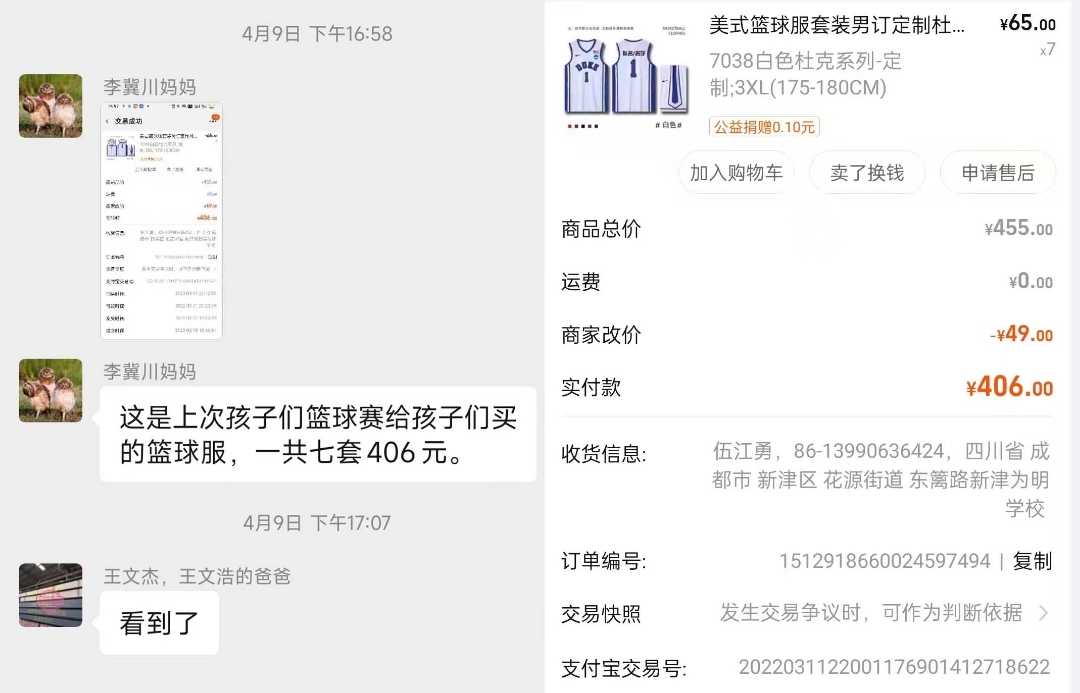 4月9日 下午16:58
李冀川妈妈
交易成功
李冀川妈妈
这是上次孩子们篮球赛给孩子们买
的篮球服，一共七套406元。
4月9日 下午17:07
王文杰，王文浩的爸爸
看到了
DUKE
1
1
#白色#
美式篮球服套装男订定制杜...
¥65.00
7038白色杜克系列-定
x7
制;3XL(175-180CM)
公益捐赠0.10元
加入购物车 卖了换钱 申请售后
商品总价 ¥455.00
运费 ¥0.00
商家改价 -¥49.00
实付款 ¥406.00
收货信息: 伍江勇，86-13990636424，四川省 成
都市 新津区 花源街道 东篱路新津为明
学校
订单编号: 1512918660024597494 | 复制
交易快照 发生交易争议时，可作为判断依据
支付宝交易号: 2022031122001176901412718622